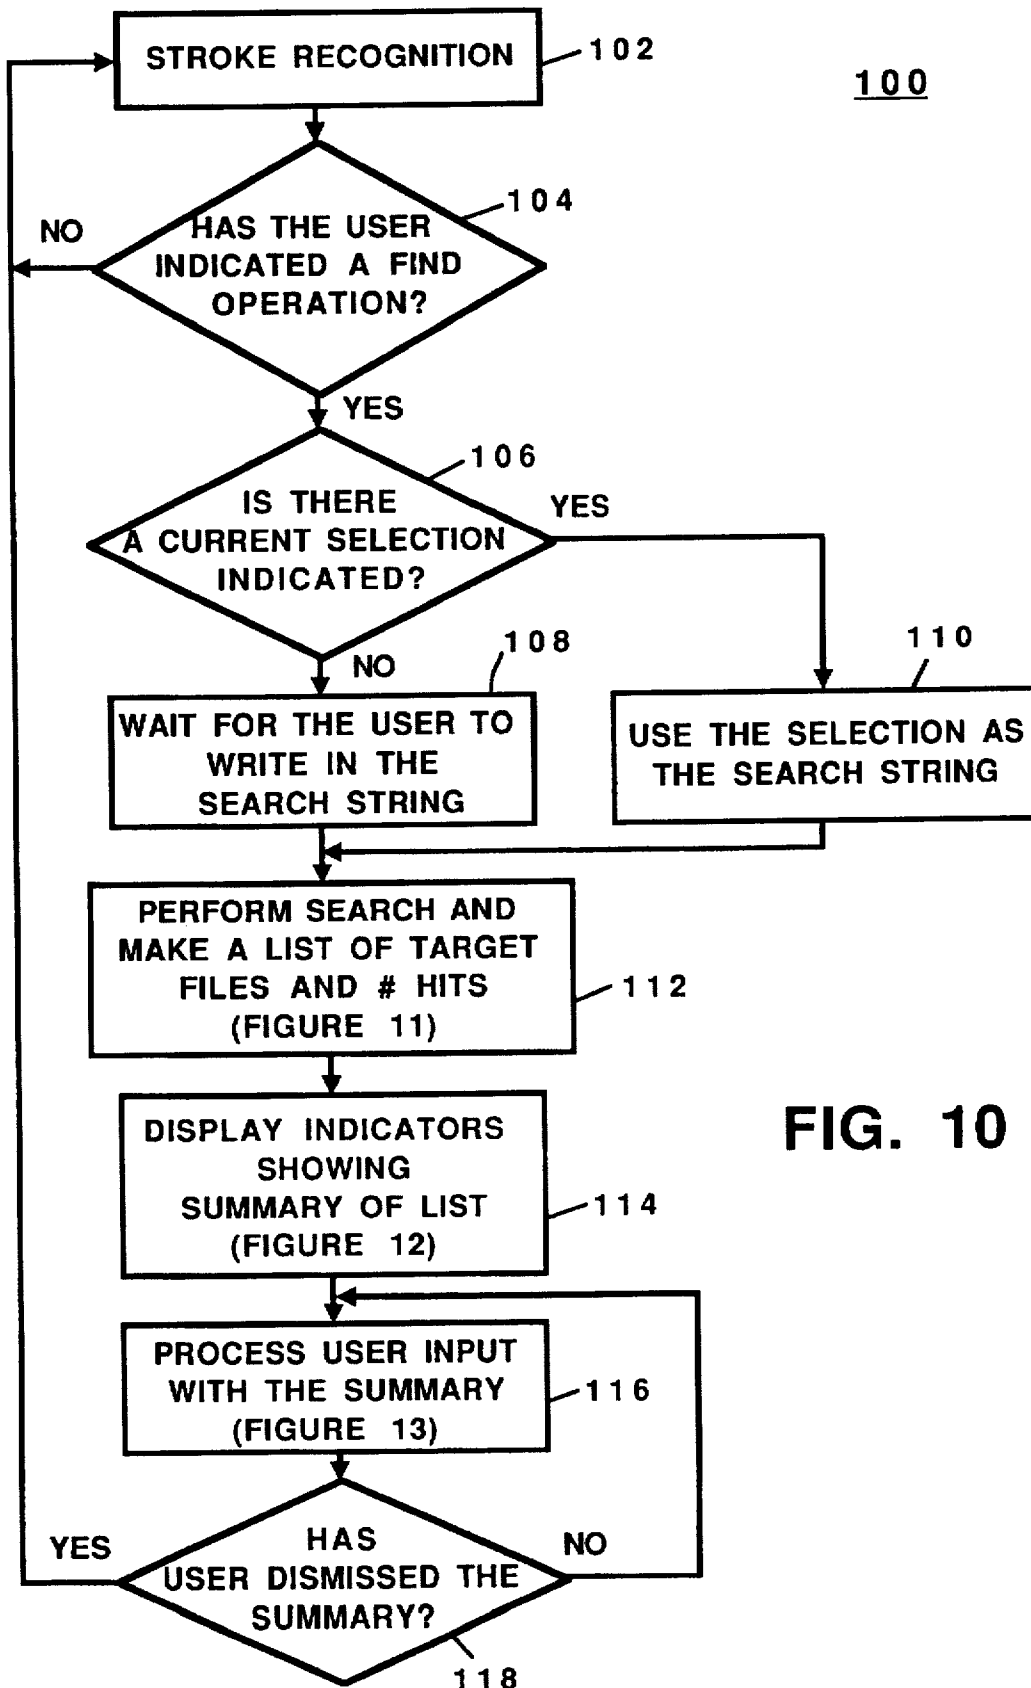 STROKE RECOGNITION
102
100
HAS THE USER
INDICATED A FIND
OPERATION?
104
NO
YES
IS THERE
A CURRENT SELECTION
INDICATED?
106
YES
NO
108
WAIT FOR THE USER TO
WRITE IN THE
SEARCH STRING
110
USE THE SELECTION AS
THE SEARCH STRING
PERFORM SEARCH AND
MAKE A LIST OF TARGET
FILES AND # HITS
(FIGURE 11)
112
DISPLAY INDICATORS
SHOWING
SUMMARY OF LIST
(FIGURE 12)
114
FIG. 10
PROCESS USER INPUT
WITH THE SUMMARY
(FIGURE 13)
116
YES
HAS
USER DISMISSED THE
SUMMARY?
NO
118